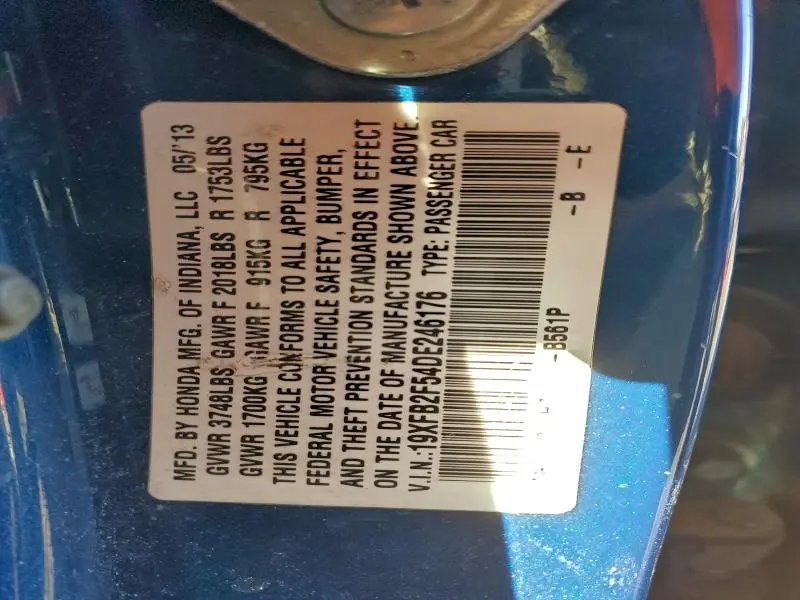 MFD. BY HONDA MFG. OF INDIANA, LLC 05/'13
GVWR 3748LBS GAWR F 2018LBS R 1753LBS
GVWR 1700KG GAWR F 915KG R 795KG
THIS VEHICLE CONFORMS TO ALL APPLICABLE
FEDERAL MOTOR VEHICLE SAFETY, BUMPER,
AND THEFT PREVENTION STANDARDS IN EFFECT
ON THE DATE OF MANUFACTURE SHOWN ABOVE.
V.I.N.:19XFB2F54DE246176 TYPE: PASSENGER CAR
-B561P -B -E